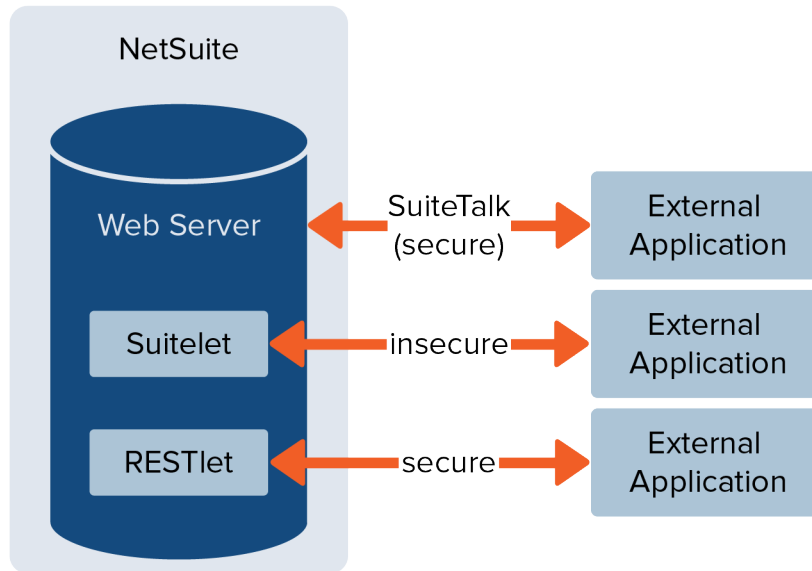 NetSuite
Web Server
SuiteTalk
(secure)
External
Application
Suitelet
insecure
External
Application
RESTlet
secure
External
Application